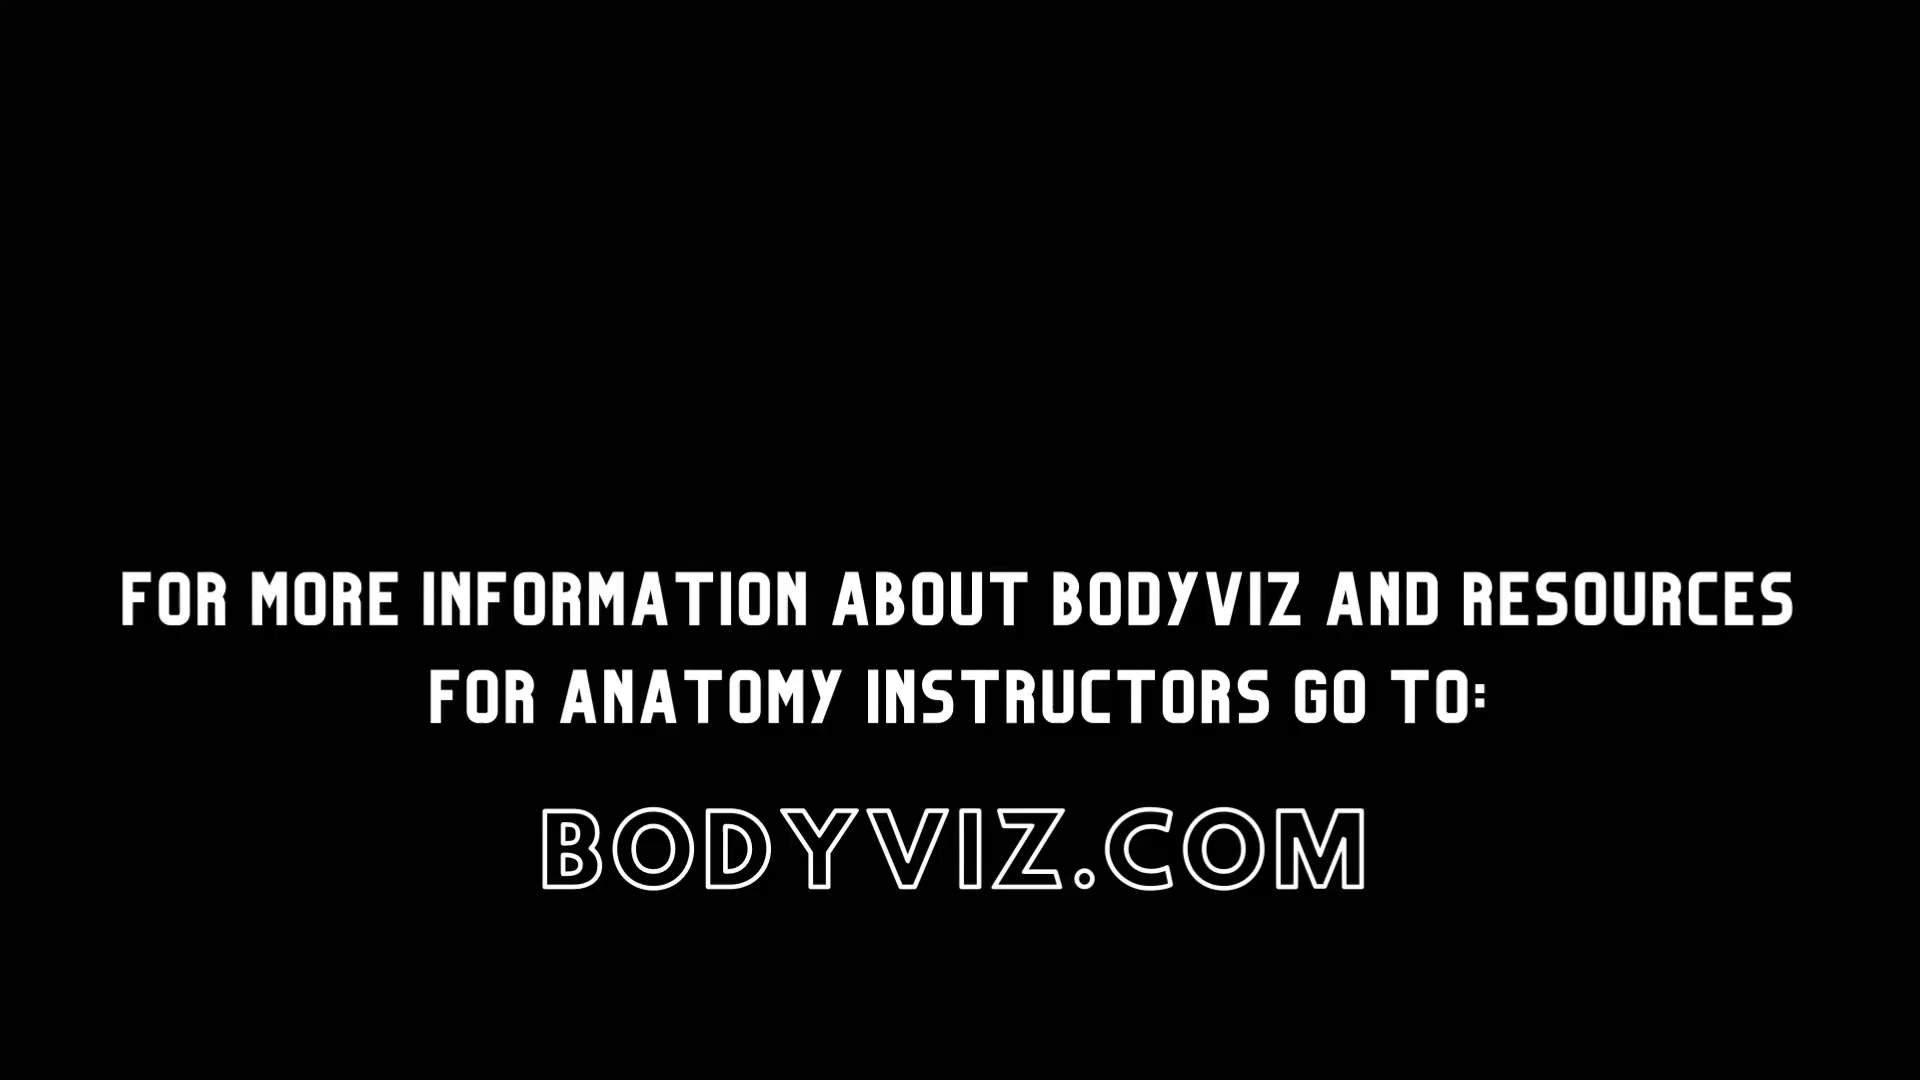 FOR MORE INFORMATION ABOUT BODYVIZ AND RESOURCES
FOR ANATOMY INSTRUCTORS GO TO:
BODYVIZ.COM